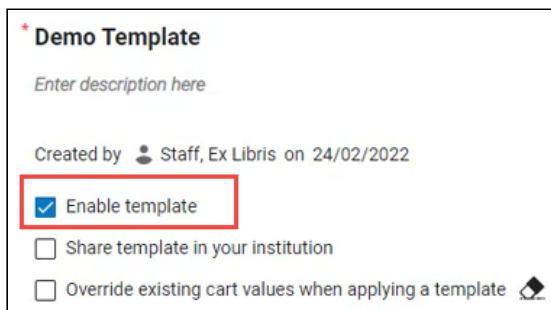 * Demo Template
Enter description here
Created by Staff, Ex Libris on 24/02/2022
Enable template
Share template in your institution
Override existing cart values when applying a template